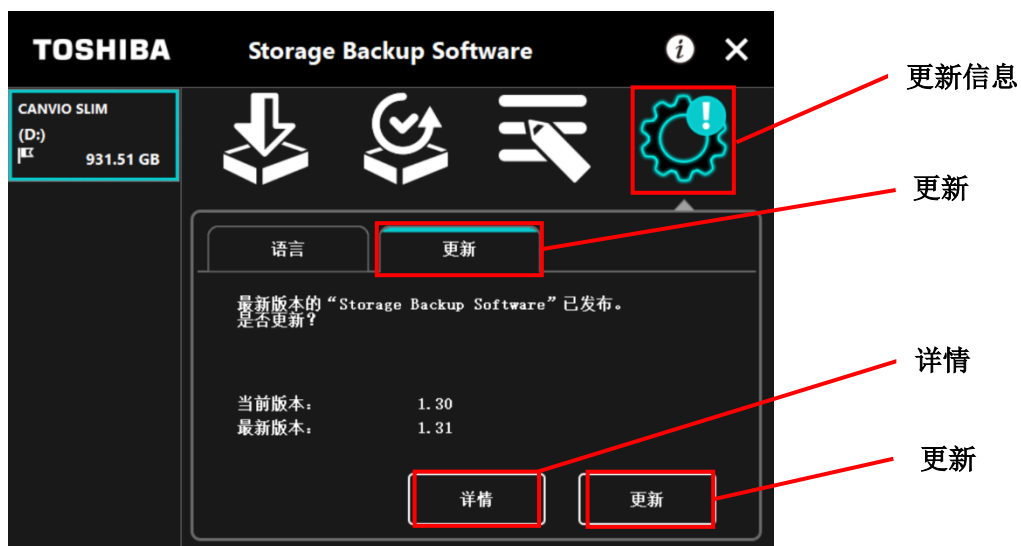 TOSHIBA Storage Backup Software
更新信息
CANVIO SLIM
(D:)
931.51 GB
更新
语言 更新
最新版本的“Storage Backup Software”已发布。
是否更新?
详情
当前版本: 1.30
最新版本: 1.31
更新
详情 更新